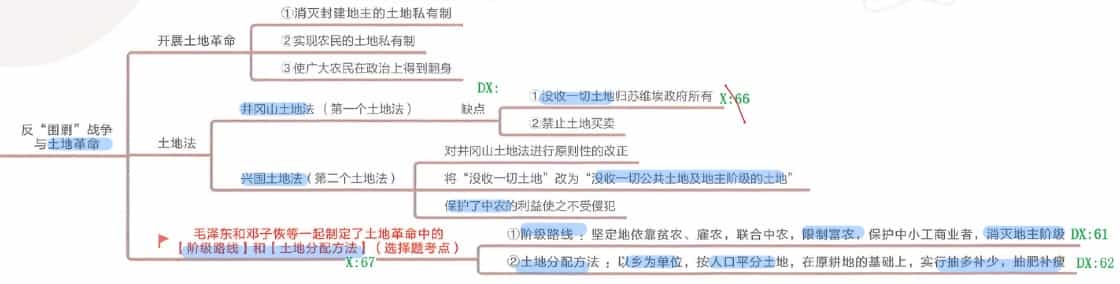 ①消灭封建地主的土地私有制
开展土地革命
②实现农民的土地私有制
③使广大农民在政治上得到翻身
DX:
①没收一切土地归苏维埃政府所有 X:66
井冈山土地法（第一个土地法）
缺点
②禁止土地买卖
反“围剿”战争
与土地革命
土地法
对井冈山土地法进行原则性的改正
兴国土地法（第二个土地法）
将“没收一切土地”改为“没收一切公共土地及地主阶级的土地”
保护了中农的利益使之不受侵犯
毛泽东和邓子恢等一起制定了土地革命中的
【阶级路线】和【土地分配方法】（选择题考点）
X:67
①阶级路线：坚定地依靠贫农、雇农，联合中农，限制富农，保护中小工商业者，消灭地主阶级 DX:61
②土地分配方法：以乡为单位，按人口平分土地，在原耕地的基础上，实行抽多补少，抽肥补瘦 DX:62